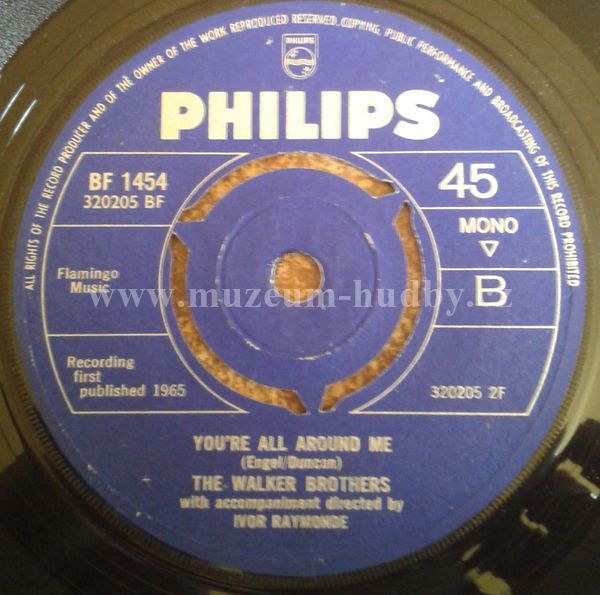 ALL RIGHTS OF THE RECORD PRODUCER AND OF THE OWNER OF THE WORK REPRODUCED RESERVED. COPYING, PUBLIC PERFORMANCE AND BROADCASTING OF THIS RECORD PROHIBITED
PHILIPS
PHILIPS
BF 1454
320205 BF
45
MONO
B
Flamingo
Music
www.muzeum-hudby.cz
Recording
first
published 1965
320205 2F
YOU'RE ALL AROUND ME
(Engel/Duncan)
THE WALKER BROTHERS
with accompaniment directed by
IVOR RAYMONDE